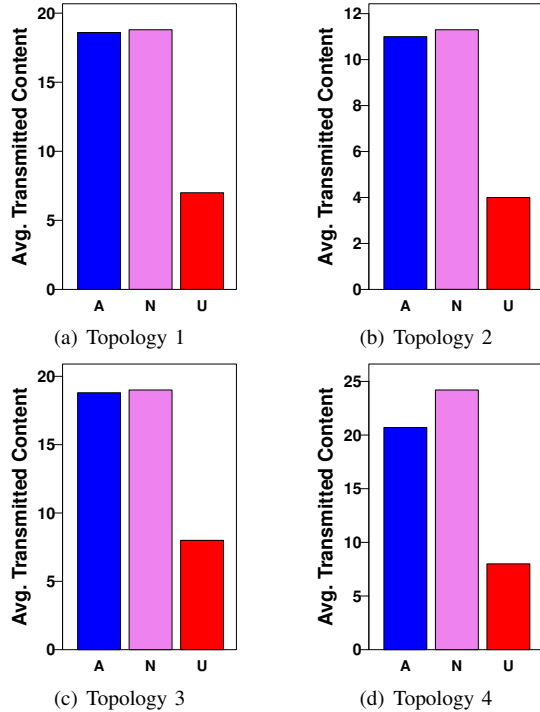 Avg. Transmitted Content
20
15
10
5
0
A N U
(a) Topology 1
Avg. Transmitted Content
12
10
8
6
4
2
0
A N U
(b) Topology 2
Avg. Transmitted Content
20
15
10
5
0
A N U
(c) Topology 3
Avg. Transmitted Content
25
20
15
10
5
0
A N U
(d) Topology 4